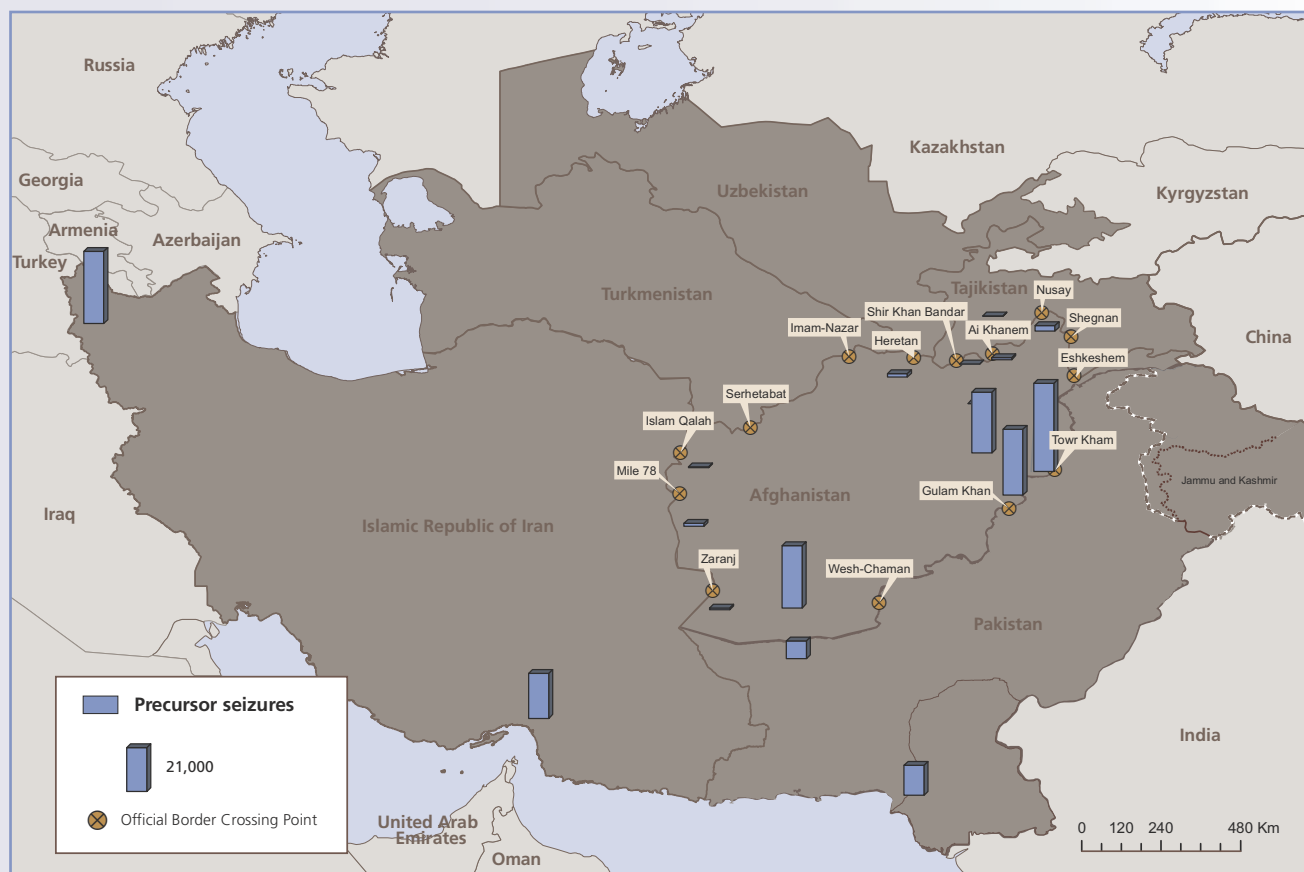 Russia
Kazakhstan
Georgia
Uzbekistan
Kyrgyzstan
Armenia
Azerbaijan
Turkey
Turkmenistan
Tajikistan
Nusay
Shir Khan Bandar
Shegnan
Imam-Nazar
Heretan
Ai Khanem
China
Eshkeshem
Serhetabat
Islam Qalah
Towr Kham
Mile 78
Jammu and Kashmir
Afghanistan
Gulam Khan
Iraq
Islamic Republic of Iran
Zaranj
Wesh-Chaman
Pakistan
Precursor seizures
21,000
Official Border Crossing Point
India
United Arab
Emirates
Oman
0 120 240 480 Km